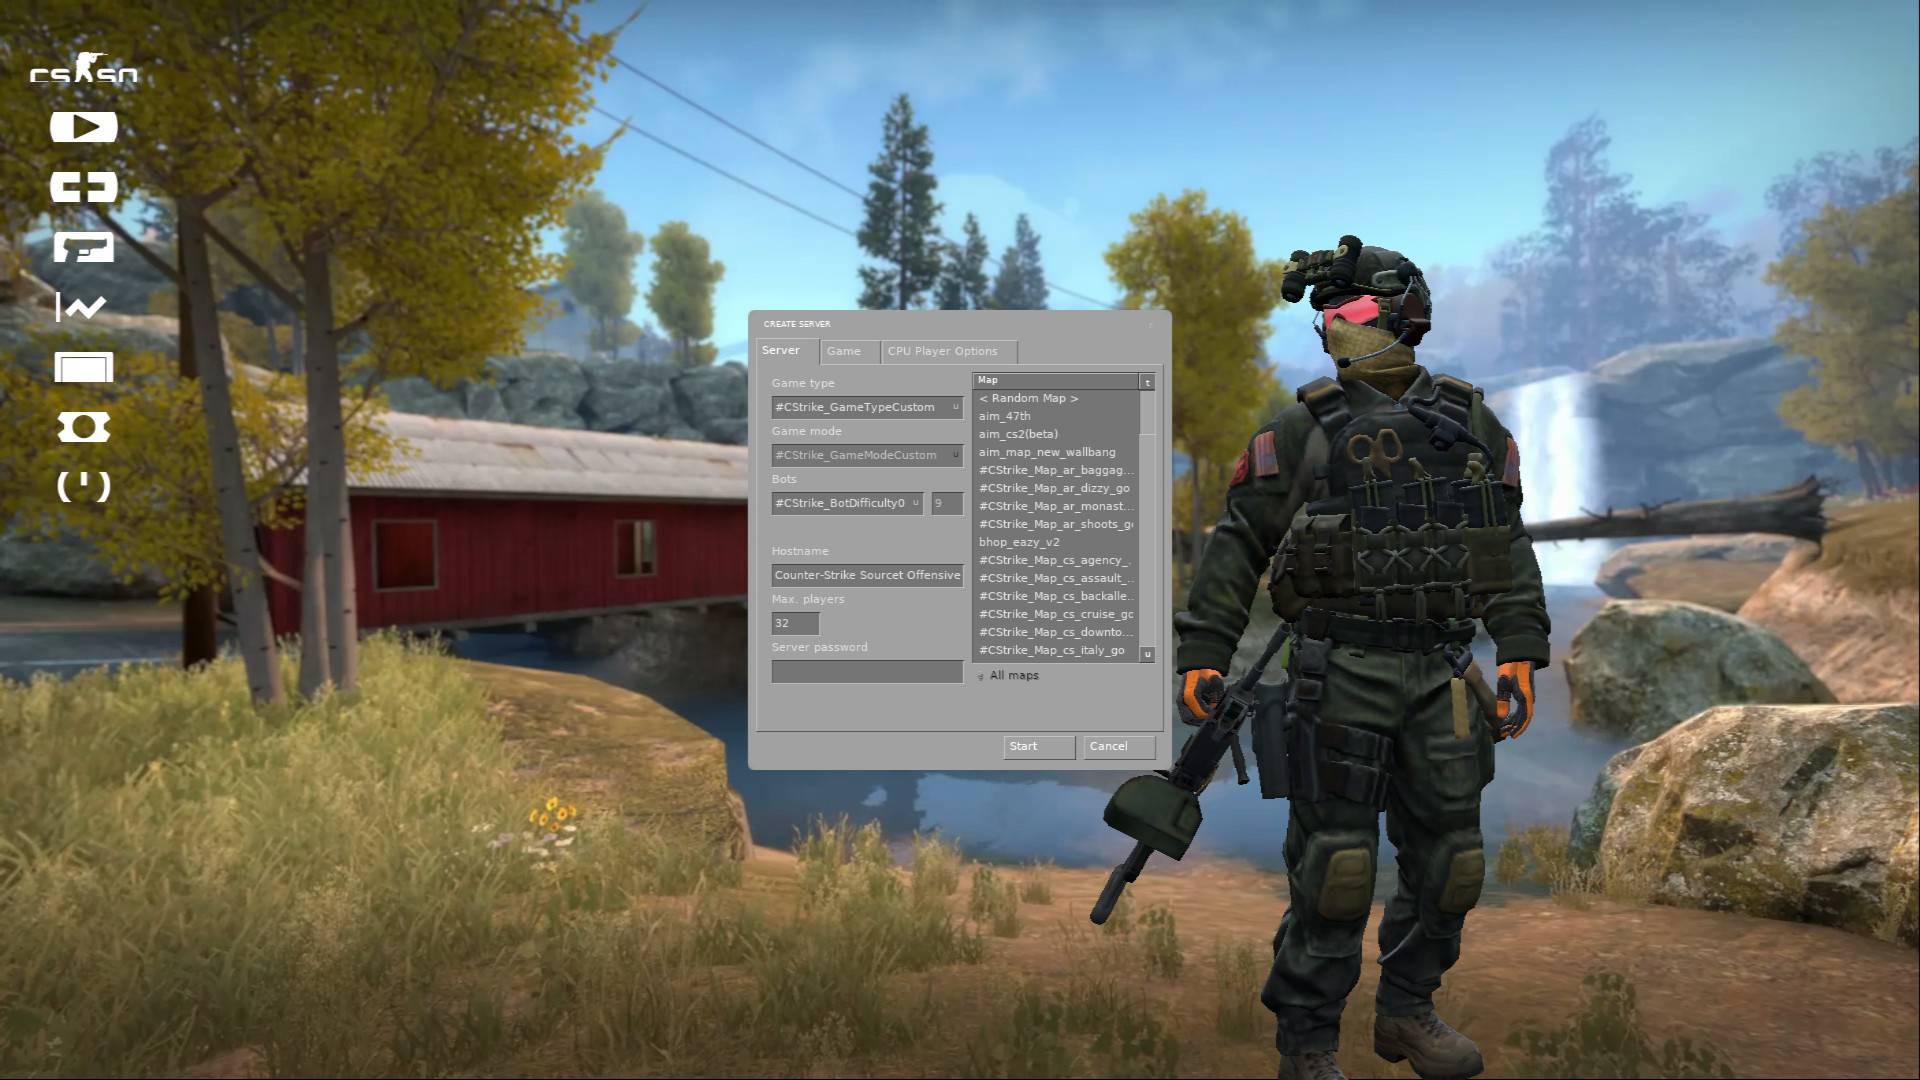 cs sn
CREATE SERVER
Server
Game
CPU Player Options
Game type
#CStrike_GameTypeCustom u
Game mode
#CStrike_GameModeCustom u
Bots
#CStrike_BotDifficulty0 u
9
Hostname
Counter-Strike Sourcet Offensive
Max. players
32
Server password
Map
t
< Random Map >
aim_47th
aim_cs2(beta)
aim_map_new_wallbang
#CStrike_Map_ar_baggag...
#CStrike_Map_ar_dizzy_go
#CStrike_Map_ar_monast...
#CStrike_Map_ar_shoots_go
bhop_eazy_v2
#CStrike_Map_cs_agency_.
#CStrike_Map_cs_assault_..
#CStrike_Map_cs_backalle..
#CStrike_Map_cs_cruise_go
#CStrike_Map_cs_downto...
#CStrike_Map_cs_italy_go
u
All maps
Start
Cancel